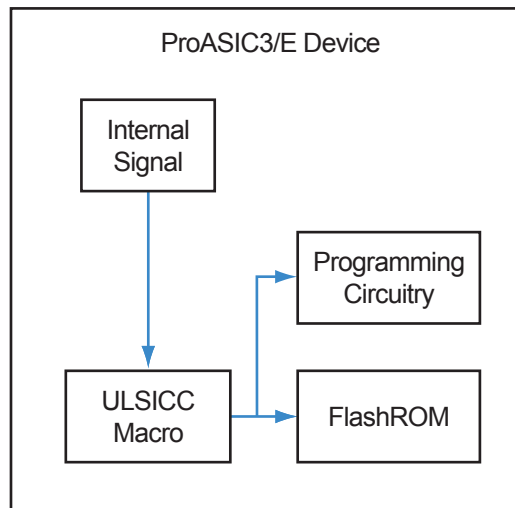 ProASIC3/E Device
Internal
Signal
Programming
Circuitry
ULSICC
Macro
FlashROM